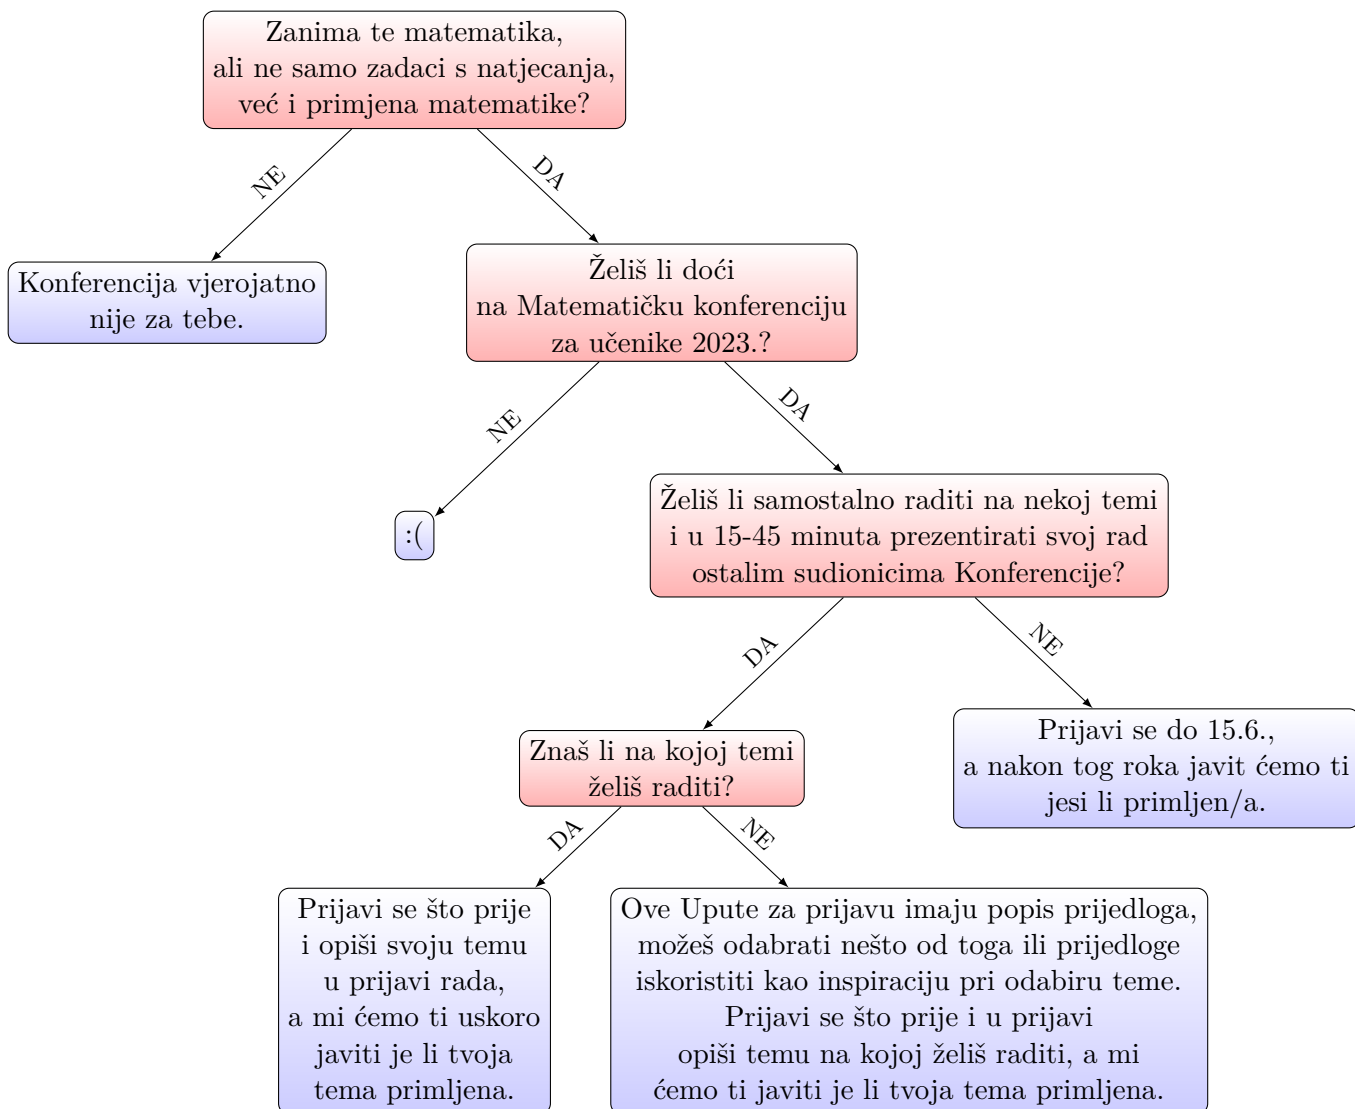 Zanima te matematika,
ali ne samo zadaci s natjecanja,
već i primjena matematike?
NE
DA
Konferencija vjerojatno
nije za tebe.
Želiš li doći
na Matematičku konferenciju
za učenike 2023.?
NE
DA
:(
Želiš li samostalno raditi na nekoj temi
i u 15-45 minuta prezentirati svoj rad
ostalim sudionicima Konferencije?
DA
NE
Znaš li na kojoj temi
želiš raditi?
Prijavi se do 15.6.,
a nakon tog roka javit ćemo ti
jesi li primljen/a.
DA
NE
Prijavi se što prije
i opiši svoju temu
u prijavi rada,
a mi ćemo ti uskoro
javiti je li tvoja
tema primljena.
Ove Upute za prijavu imaju popis prijedloga,
možeš odabrati nešto od toga ili prijedloge
iskoristiti kao inspiraciju pri odabiru teme.
Prijavi se što prije i u prijavi
opiši temu na kojoj želiš raditi, a mi
ćemo ti javiti je li tvoja tema primljena.